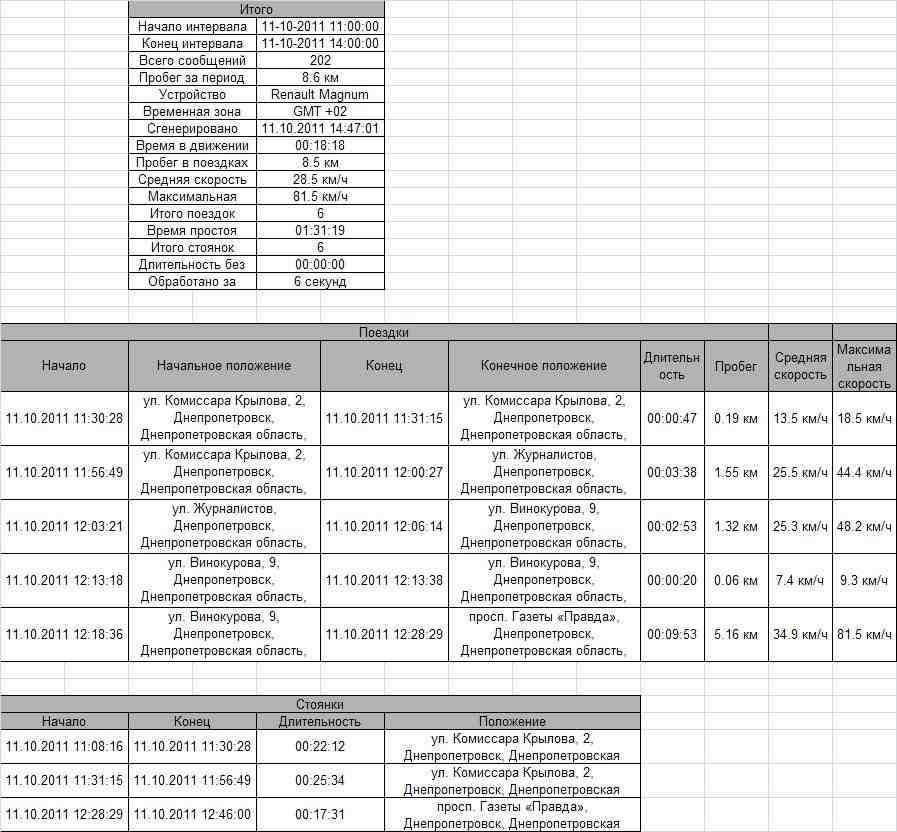 Итого
Начало интервала 11-10-2011 11:00:00
Конец интервала 11-10-2011 14:00:00
Всего сообщений 202
Пробег за период 8.6 км
Устройство Renault Magnum
Временная зона GMT +02
Сгенерировано 11.10.2011 14:47:01
Время в движении 00:18:18
Пробег в поездках 8.5 км
Средняя скорость 28.5 км/ч
Максимальная 81.5 км/ч
Итого поездок 6
Время простоя 01:31:19
Итого стоянок 6
Длительность без 00:00:00
Обработано за 6 секунд
Поездки
Начало Начальное положение Конец Конечное положение Длительн
ость Пробег Средняя
скорость Максима
льная
скорость
11.10.2011 11:30:28 ул. Комиссара Крылова, 2,
Днепропетровск,
Днепропетровская область, 11.10.2011 11:31:15 ул. Комиссара Крылова, 2,
Днепропетровск,
Днепропетровская область, 00:00:47 0.19 км 13.5 км/ч 18.5 км/ч
11.10.2011 11:56:49 ул. Комиссара Крылова, 2,
Днепропетровск,
Днепропетровская область, 11.10.2011 12:00:27 ул. Журналистов,
Днепропетровск,
Днепропетровская область, 00:03:38 1.55 км 25.5 км/ч 44.4 км/ч
11.10.2011 12:03:21 ул. Журналистов,
Днепропетровск,
Днепропетровская область, 11.10.2011 12:06:14 ул. Винокурова, 9,
Днепропетровск,
Днепропетровская область, 00:02:53 1.32 км 25.3 км/ч 48.2 км/ч
11.10.2011 12:13:18 ул. Винокурова, 9,
Днепропетровск,
Днепропетровская область, 11.10.2011 12:13:38 ул. Винокурова, 9,
Днепропетровск,
Днепропетровская область, 00:00:20 0.06 км 7.4 км/ч 9.3 км/ч
11.10.2011 12:18:36 ул. Винокурова, 9,
Днепропетровск,
Днепропетровская область, 11.10.2011 12:28:29 просп. Газеты «Правда»,
Днепропетровск,
Днепропетровская область, 00:09:53 5.16 км 34.9 км/ч 81.5 км/ч
Стоянки
Начало Конец Длительность Положение
11.10.2011 11:08:16 11.10.2011 11:30:28 00:22:12 ул. Комиссара Крылова, 2,
Днепропетровск, Днепропетровская
11.10.2011 11:31:15 11.10.2011 11:56:49 00:25:34 ул. Комиссара Крылова, 2,
Днепропетровск, Днепропетровская
11.10.2011 12:28:29 11.10.2011 12:46:00 00:17:31 просп. Газеты «Правда»,
Днепропетровск, Днепропетровская